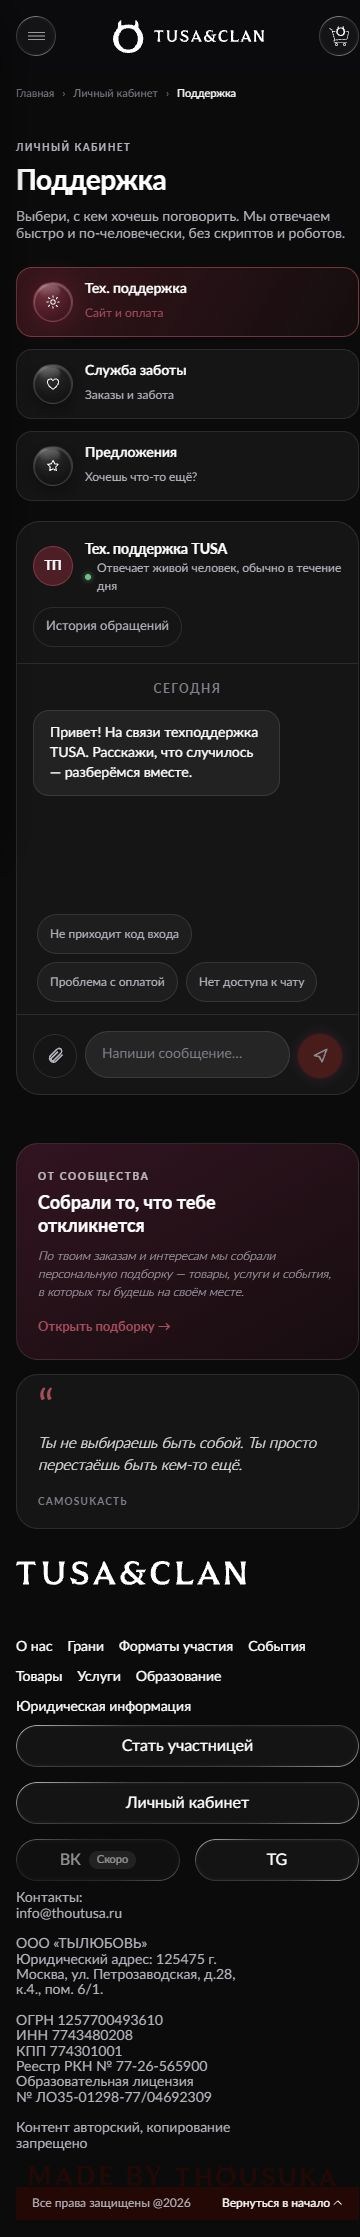 TUSA&CLAN
Главная › Личный кабинет › Поддержка
ЛИЧНЫЙ КАБИНЕТ
Поддержка
Выбери, с кем хочешь поговорить. Мы отвечаем
быстро и по-человечески, без скриптов и роботов.
Тех. поддержка
Сайт и оплата
Служба заботы
Заказы и забота
Предложения
Хочешь что-то ещё?
ТП
Тех. поддержка TUSA
Отвечает живой человек, обычно в течение
дня
История обращений
СЕГОДНЯ
Привет! На связи техподдержка
TUSA. Расскажи, что случилось
— разберёмся вместе.
Не приходит код входа
Проблема с оплатой Нет доступа к чату
Напиши сообщение...
ОТ СООБЩЕСТВА
Собрали то, что тебе
откликнется
По твоим заказам и интересам мы собрали
персональную подборку — товары, услуги и события,
в которых ты будешь на своём месте.
Открыть подборку →
“
Ты не выбираешь быть собой. Ты просто
перестаёшь быть кем-то ещё.
САМОSUКАСТЬ
TUSA&CLAN
О нас Грани Форматы участия События
Товары Услуги Образование
Юридическая информация
Стать участницей
Личный кабинет
ВК Скоро TG
Контакты:
info@thoutusa.ru
ООО «ТЫЛЮБОВЬ»
Юридический адрес: 125475 г.
Москва, ул. Петрозаводская, д.28,
к.4., пом. 6/1.
ОГРН 1257700493610
ИНН 7743480208
КПП 774301001
Реестр РКН № 77-26-565900
Образовательная лицензия
№ ЛО35-01298-77/04692309
Контент авторский, копирование
запрещено
MADE BY THOUSUKA
Все права защищены @2026 Вернуться в начало